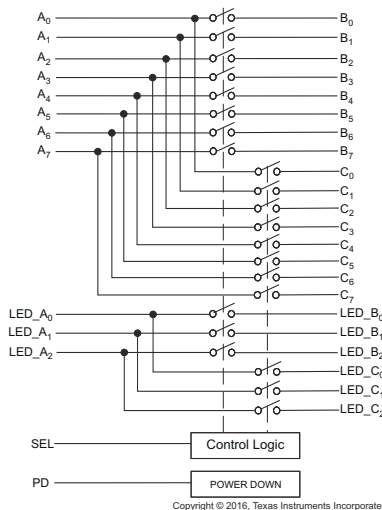 A0 B0
A1 B1
A2 B2
A3 B3
A4 B4
A5 B5
A6 B6
A7 B7
C0
C1
C2
C3
C4
C5
C6
C7
LED_A0 LED_B0
LED_A1 LED_B1
LED_A2 LED_B2
LED_C0
LED_C1
LED_C2
SEL Control Logic
PD POWER DOWN
Copyright © 2016, Texas Instruments Incorporate